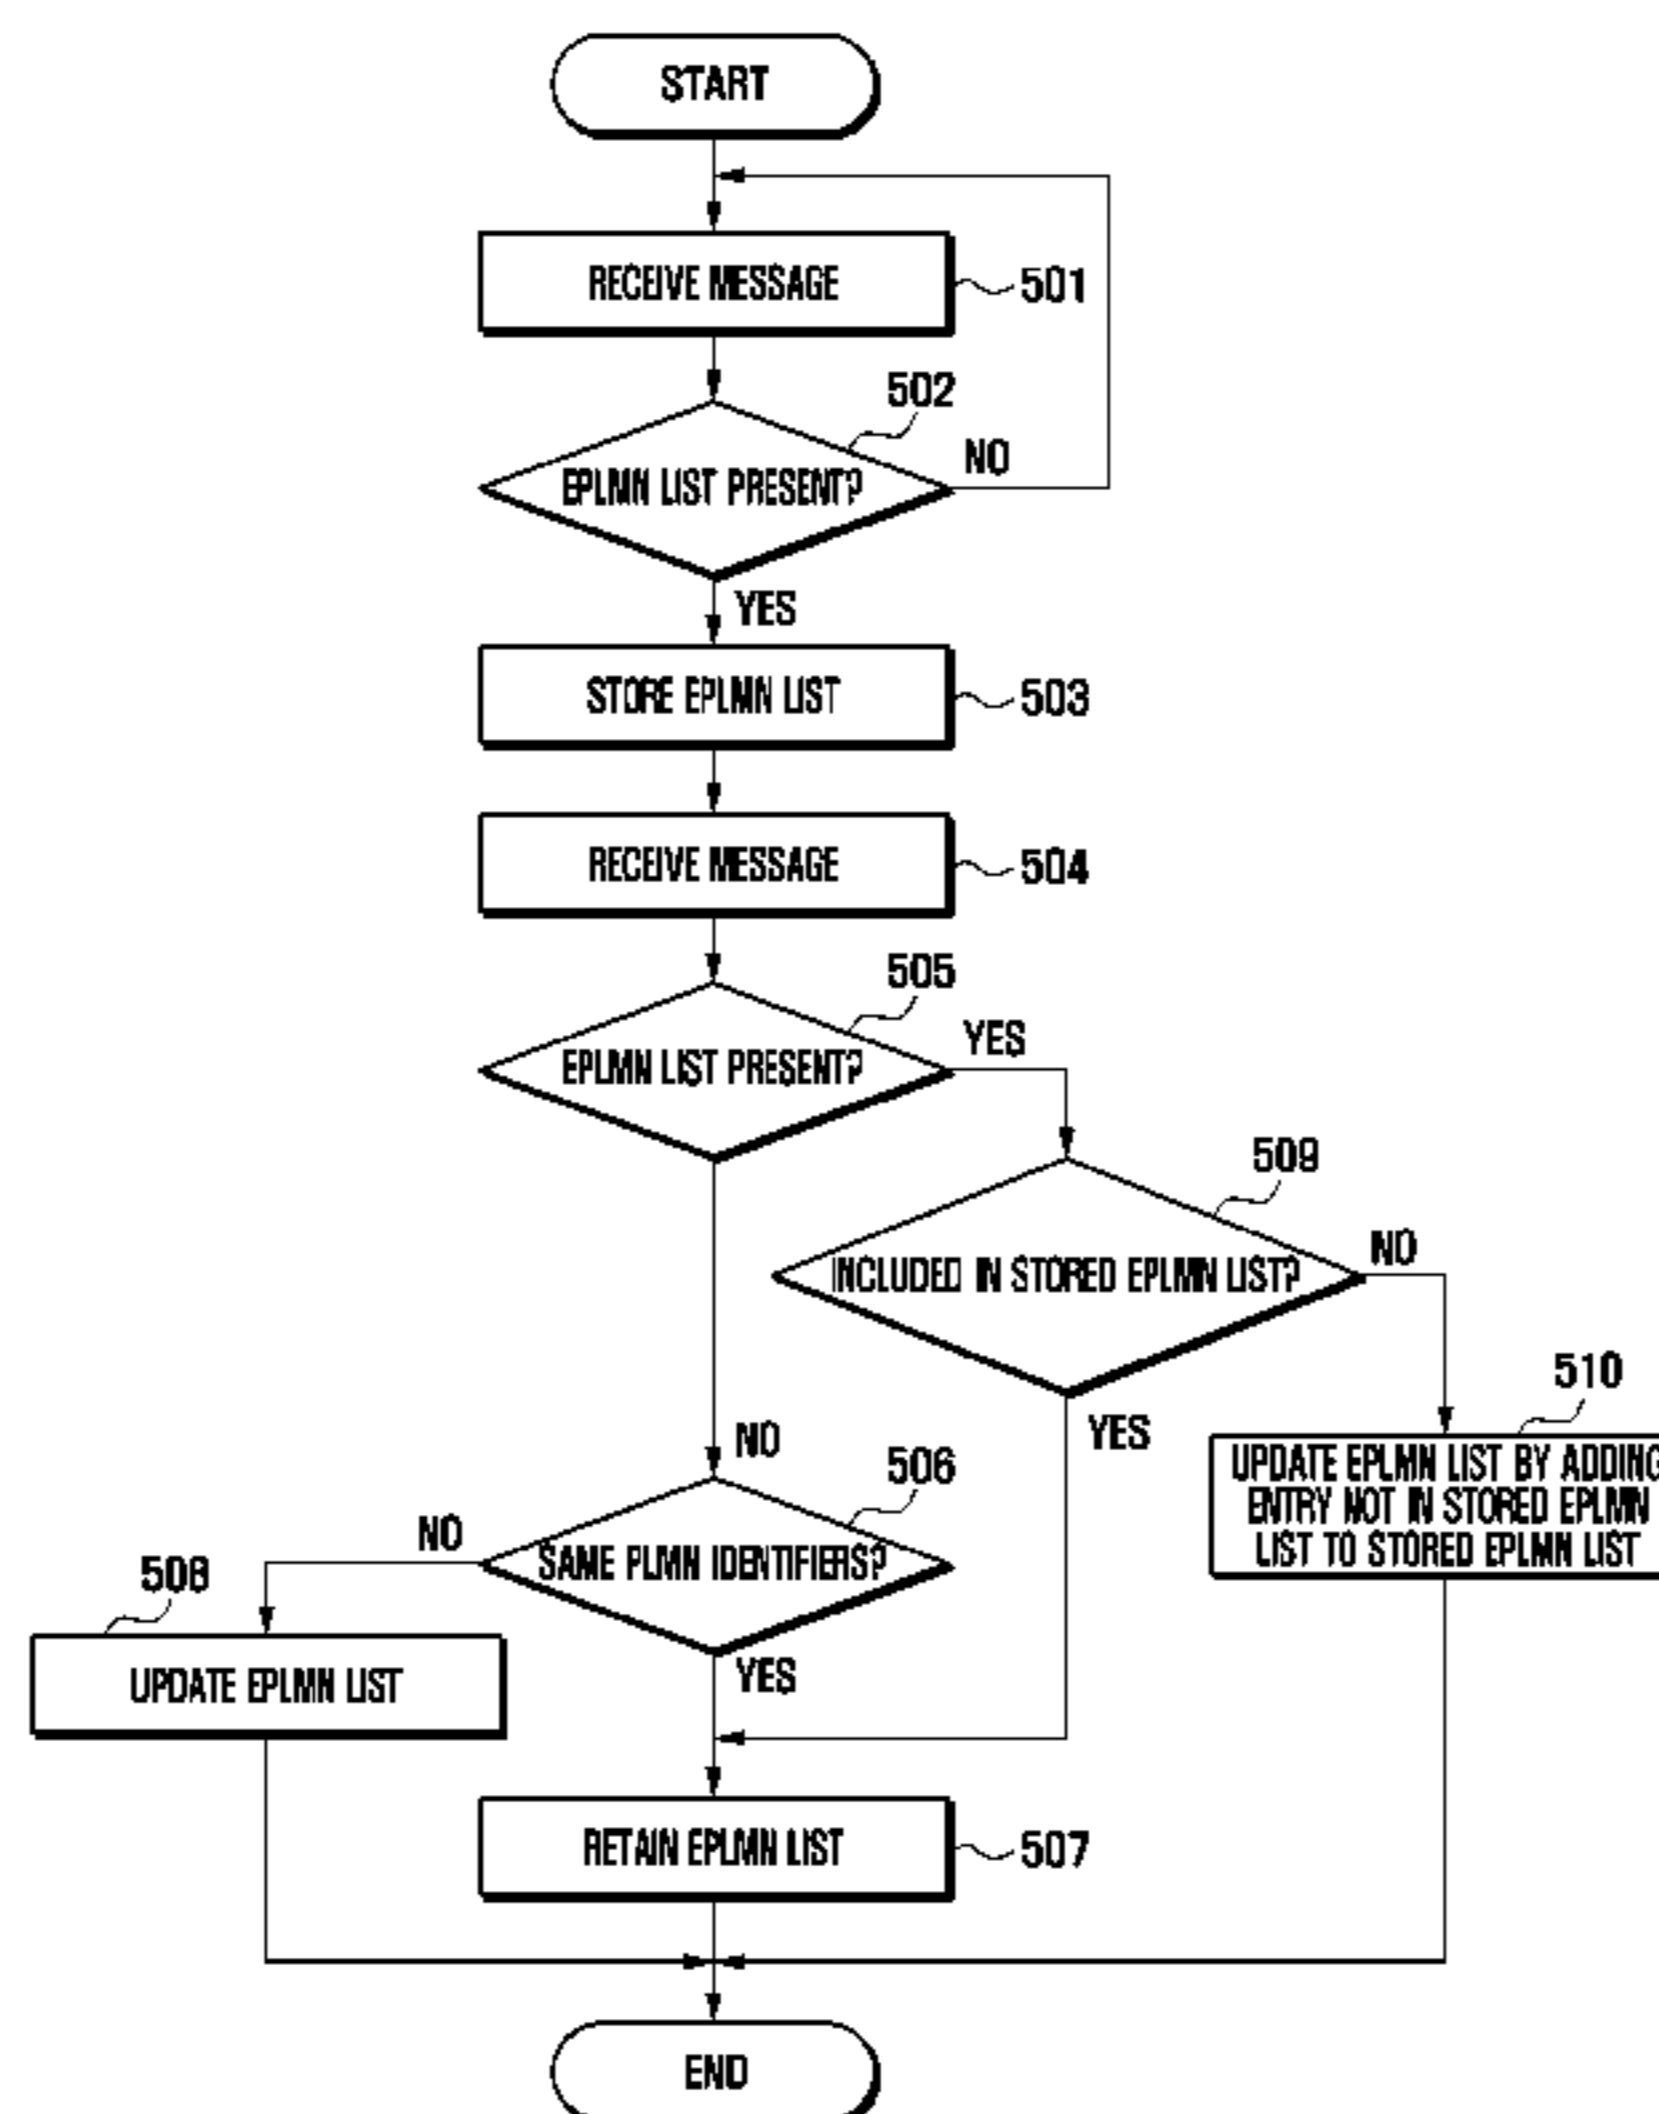 START
RECEIVE MESSAGE
501
502
EPLMN LIST PRESENT?
NO
YES
STORE EPLMN LIST
503
RECEIVE MESSAGE
504
505
EPLMN LIST PRESENT?
YES
509
INCLUDED IN STORED EPLMN LIST?
NO
510
YES
NO
506
UPDATE EPLMN LIST BY ADDING
ENTRY NOT IN STORED EPLMN
LIST TO STORED EPLMN LIST
NO
SAME PLMN IDENTIFIERS?
508
YES
UPDATE EPLMN LIST
RETAIN EPLMN LIST
507
END